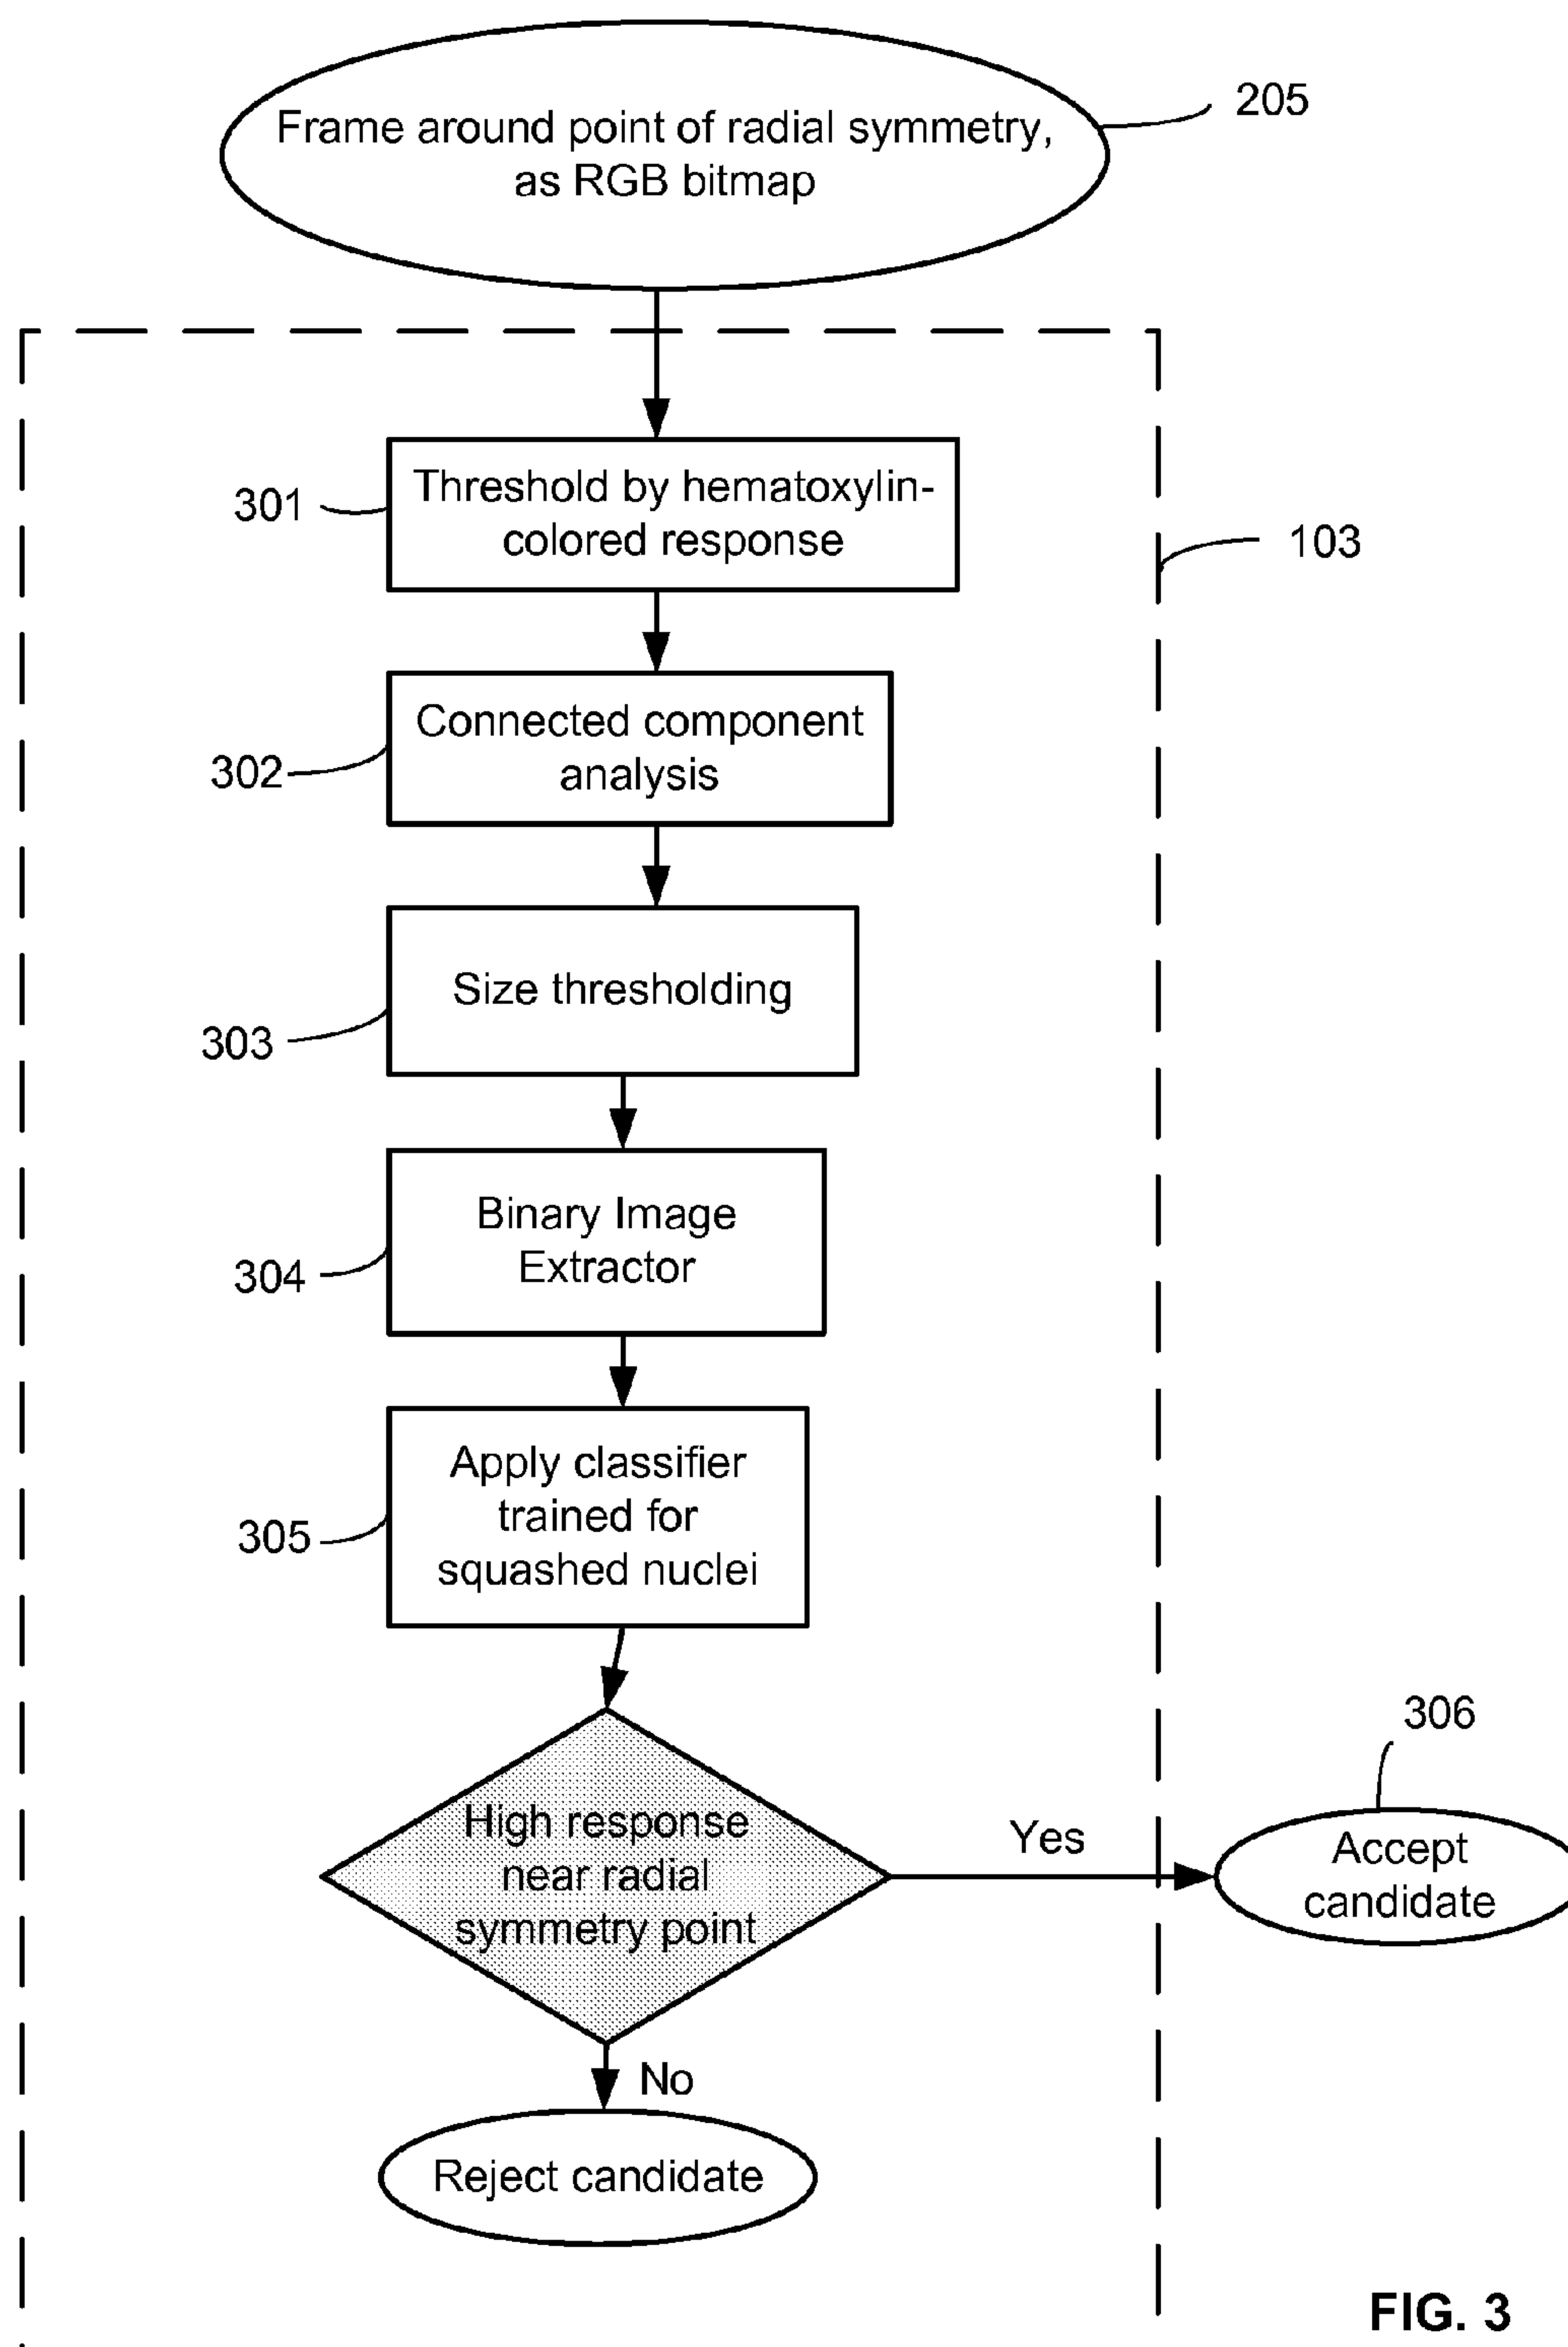 Frame around point of radial symmetry,
as RGB bitmap
205
Threshold by hematoxylin-
colored response
301
103
Connected component
analysis
302
Size thresholding
303
Binary Image
Extractor
304
Apply classifier
trained for
squashed nuclei
305
High response
near radial
symmetry point
Yes
306
Accept
candidate
No
Reject candidate
FIG. 3